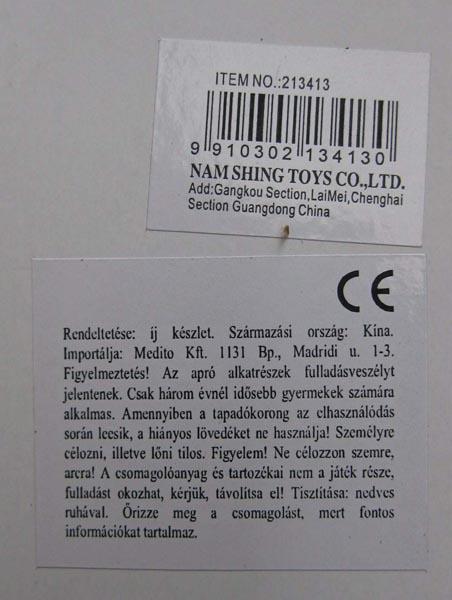 ITEM NO.:213413
9 910302 134130
NAM SHING TOYS CO.,LTD.
Add:Gangkou Section,LaiMei,Chenghai
Section Guangdong China
CE
Rendeltetése: íj készlet. Származási ország: Kína.
Importálja: Medito Kft. 1131 Bp., Madridi u. 1-3.
Figyelmeztetés! Az apró alkatrészek fulladásveszélyt
jelentenek. Csak három évnél idősebb gyermekek számára
alkalmas. Amennyiben a tapadókorong az elhasználódás
során leesik, a hiányos lövedéket ne használja! Személyre
célozni, illetve lőni tilos. Figyelem! Ne célozzon szemre,
arcra! A csomagolóanyag és tartozékai nem a játék része,
fulladást okozhat, kérjük, távolítsa el! Tisztítása: nedves
ruhával. Őrizze meg a csomagolást, mert fontos
információkat tartalmaz.